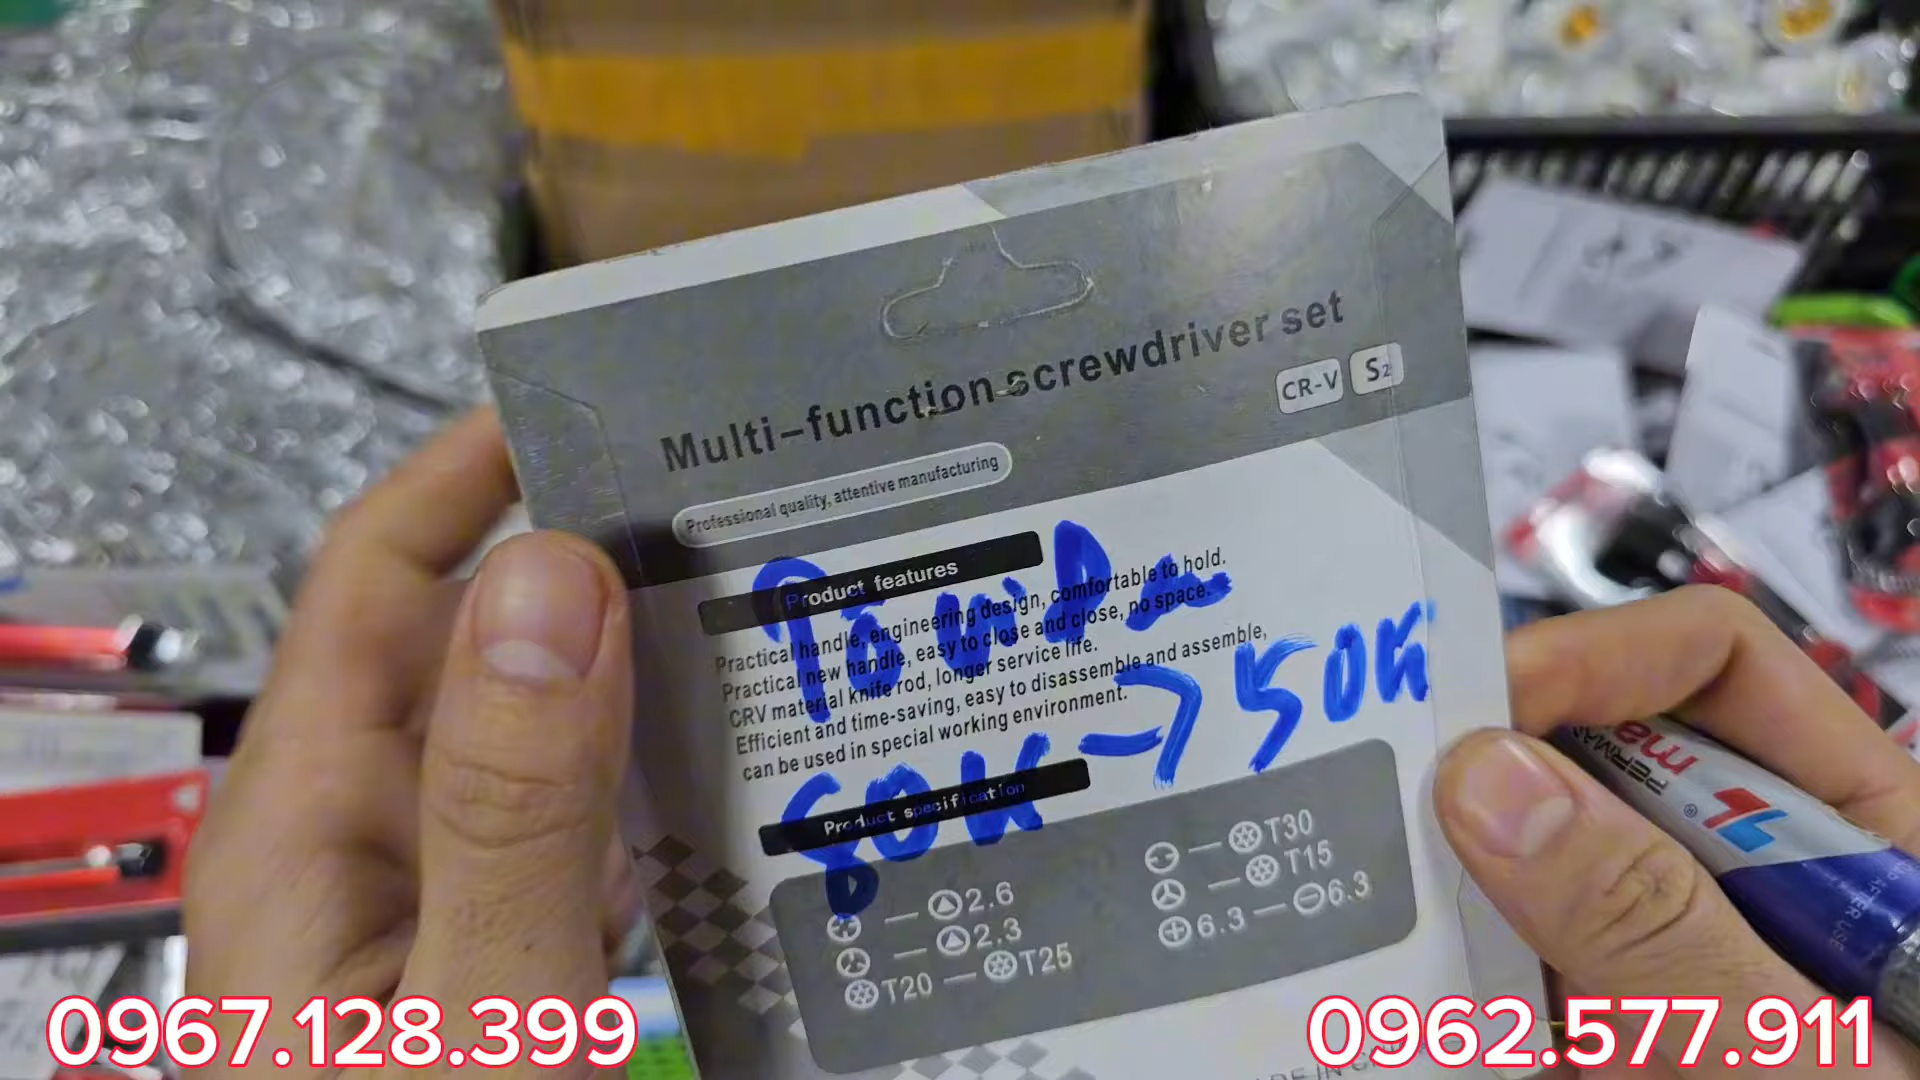 Multi-function screwdriver set
CR-V S2
Professional quality, attentive manufacturing
Product features
Practical handle, engineering design, comfortable to hold.
Practical new handle, easy to close and close, no space.
CRV material knife rod, longer service life.
Efficient and time-saving, easy to disassemble and assemble,
can be used in special working environment.
80K → 50K
Product specification
— 2.6
— 2.3
T20 — T25
— T30
— T15
6.3 — 6.3
PERMA
ma
0967.128.399
0962.577.911